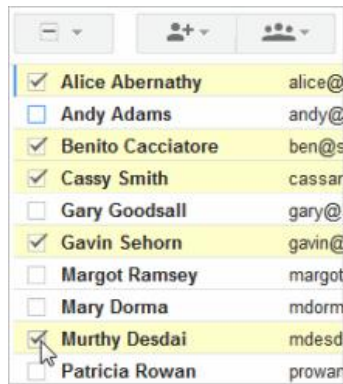 Alice Abernathy alice@
Andy Adams andy@
Benito Cacciatore ben@s
Cassy Smith cassar
Gary Goodsall gary@
Gavin Sehorn gavin@
Margot Ramsey margot
Mary Dorma mdorm
Murthy Desdai mdesd
Patricia Rowan prowan